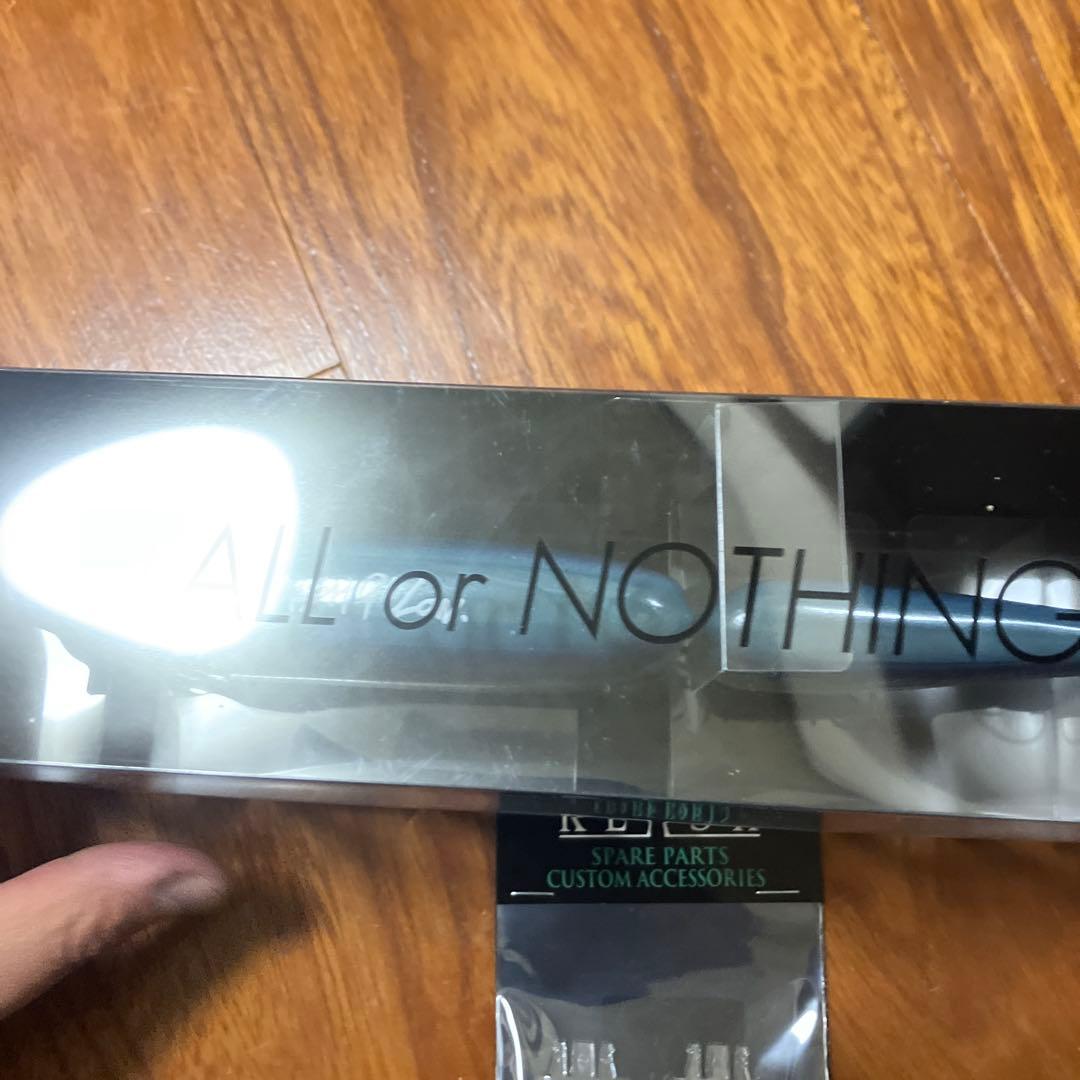 ALL or NOTHING
SPARE PARTS
CUSTOM ACCESSORIES